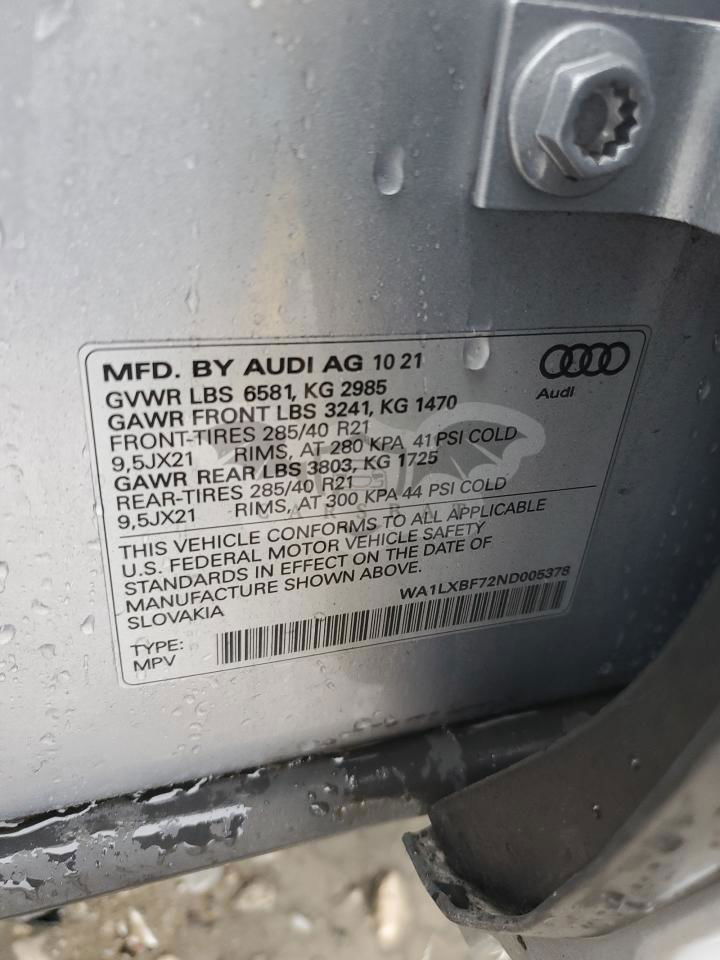 MFD. BY AUDI AG 10 21
GVWR LBS 6581, KG 2985
GAWR FRONT LBS 3241, KG 1470
FRONT-TIRES 285/40 R21
9,5JX21 RIMS, AT 280 KPA 41 PSI COLD
GAWR REAR LBS 3803, KG 1725
REAR-TIRES 285/40 R21
9,5JX21 RIMS, AT 300 KPA 44 PSI COLD
THIS VEHICLE CONFORMS TO ALL APPLICABLE
U.S. FEDERAL MOTOR VEHICLE SAFETY
STANDARDS IN EFFECT ON THE DATE OF
MANUFACTURE SHOWN ABOVE.
SLOVAKIA
WA1LXBF72ND005378
TYPE:
MPV
Audi